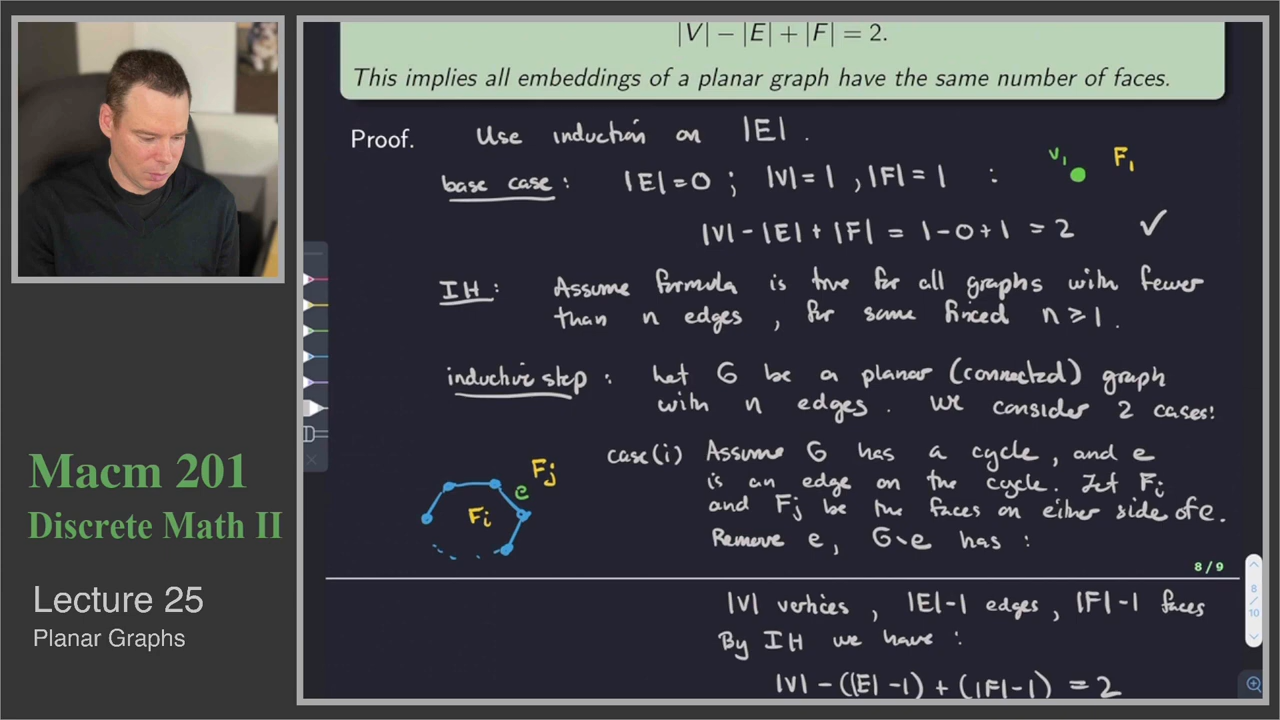 |V| − |E| + |F| = 2.
This implies all embeddings of a planar graph have the same number of faces.
Proof. Use induction on |E|.
base case: |E|=0; |V|=1, |F|=1 : v₁ F₁
|V| - |E| + |F| = 1-0+1 = 2 ✓
IH: Assume formula is true for all graphs with fewer
than n edges, for some fixed n ≥ 1.
inductive step: Let G be a planar (connected) graph
with n edges. We consider 2 cases:
case (i) Assume G has a cycle, and e
is an edge on the cycle. Let Fᵢ
and Fⱼ be the faces on either side of e.
Remove e, G\e has:
Fⱼ
e
Fᵢ
8/9
|V| vertices, |E|-1 edges, |F|-1 faces
By IH we have:
|V| - (|E|-1) + (|F|-1) = 2
8
/
10
Macm 201
Discrete Math II
Lecture 25
Planar Graphs